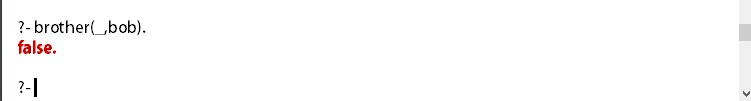 ?- brother(_,bob).
false.
?-